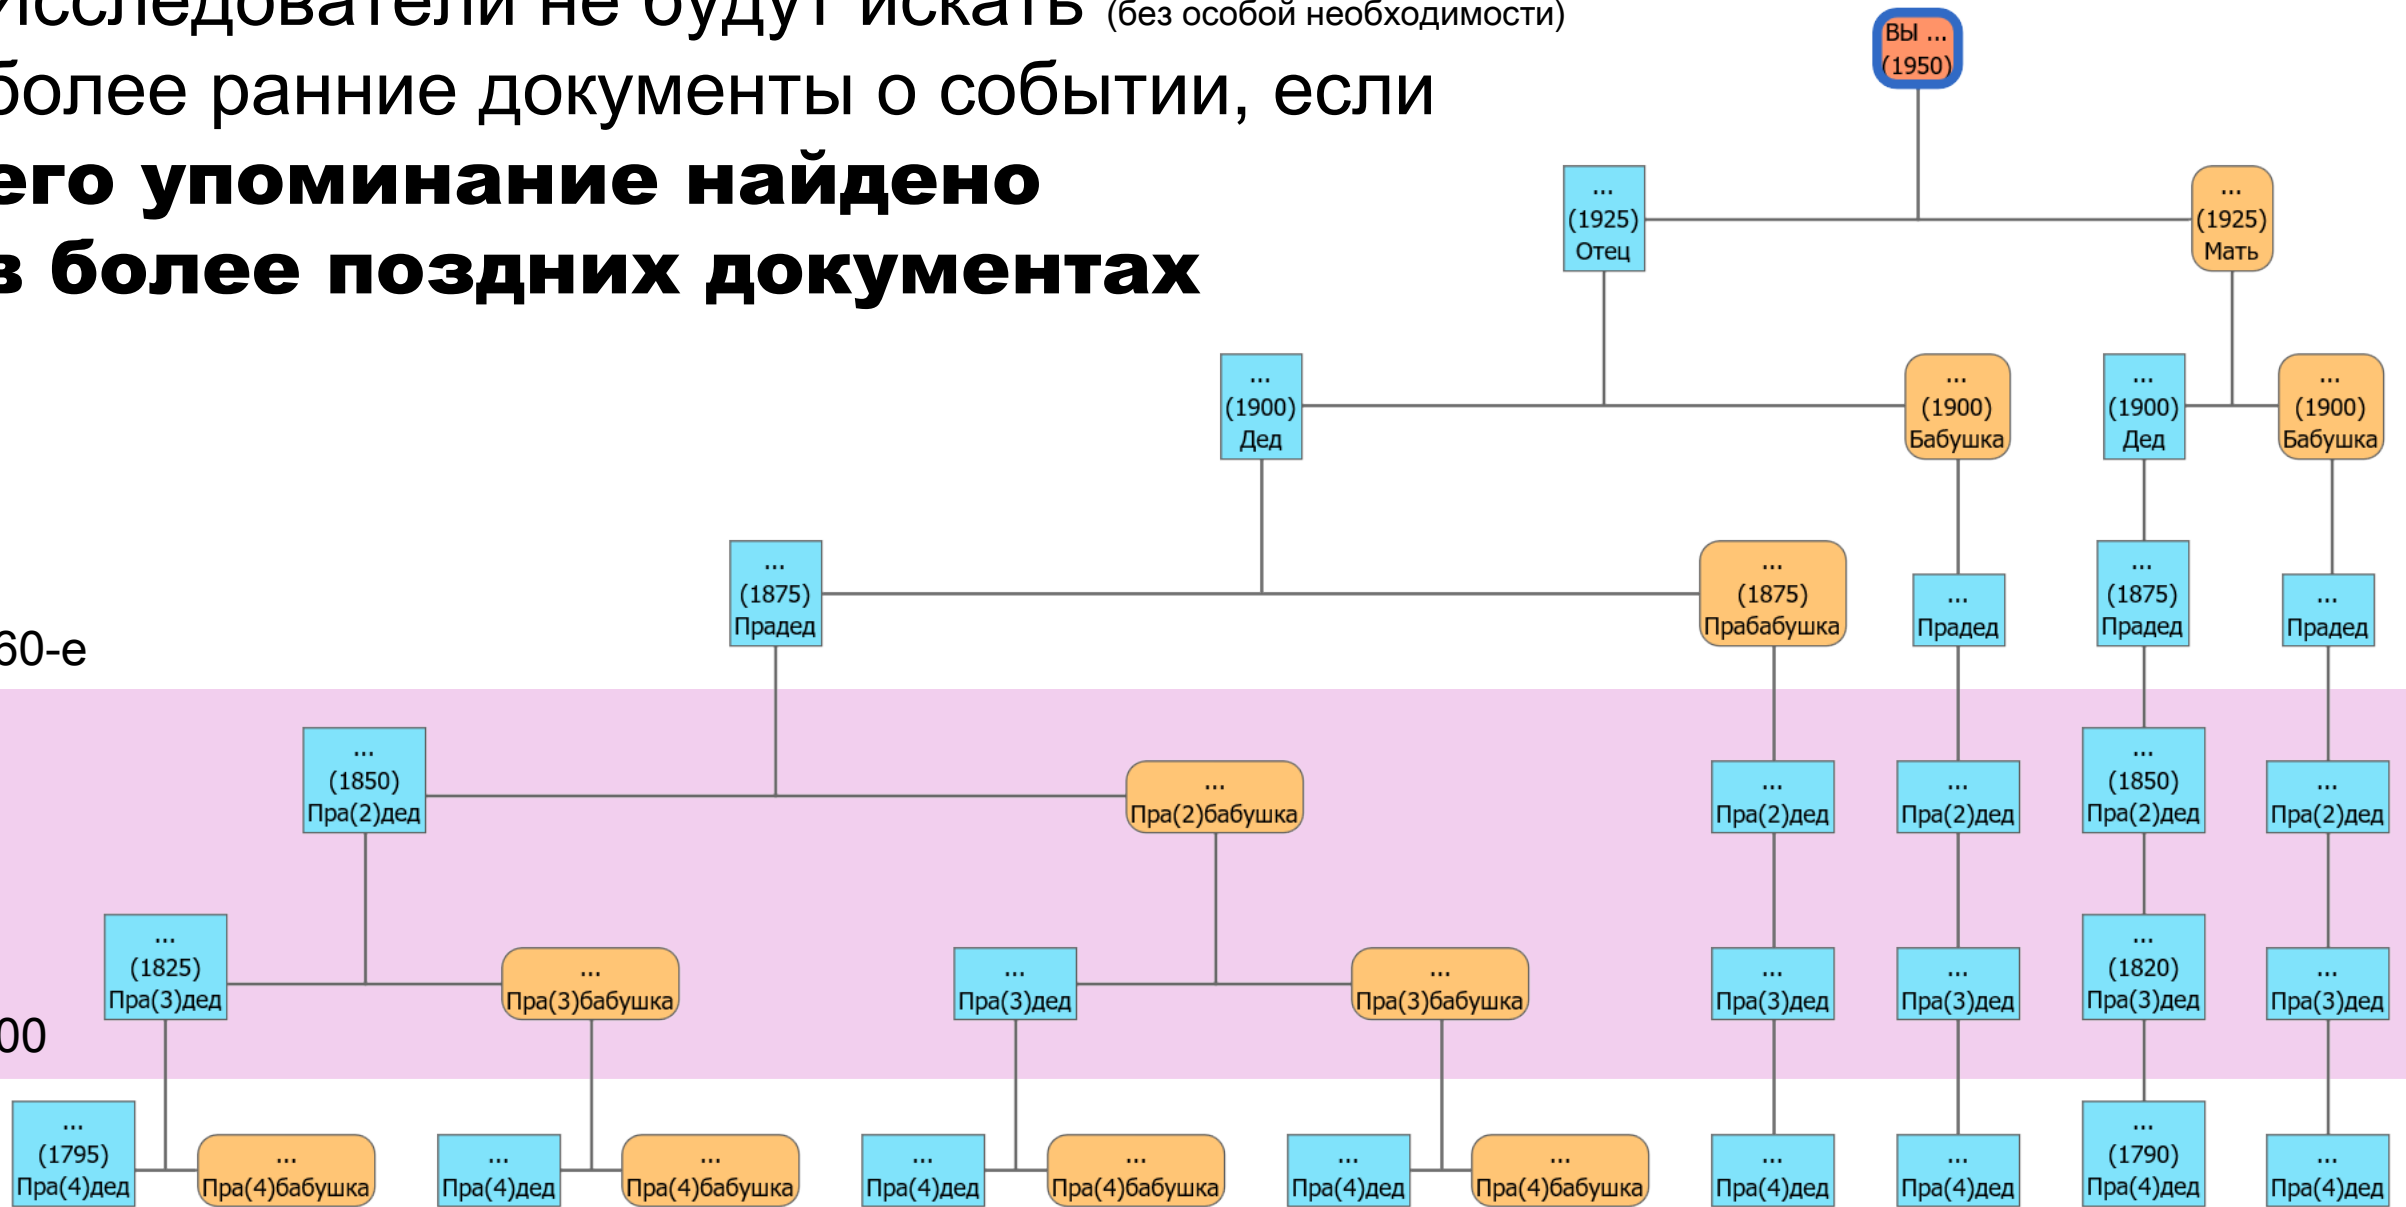 Исследователи не будут искать (без особой необходимости)
более ранние документы о событии, если
его упоминание найдено
в более поздних документах
ВЫ ...
(1950)
...
(1925)
Отец
...
(1925)
Мать
...
(1900)
Дед
...
(1900)
Бабушка
...
(1900)
Дед
...
(1900)
Бабушка
...
(1875)
Прадед
...
(1875)
Прабабушка
...
Прадед
...
(1875)
Прадед
...
Прадед
60-е
...
(1850)
Пра(2)дед
...
Пра(2)бабушка
...
Пра(2)дед
...
Пра(2)дед
...
(1850)
Пра(2)дед
...
Пра(2)дед
...
(1825)
Пра(3)дед
...
Пра(3)бабушка
...
Пра(3)дед
...
Пра(3)бабушка
...
Пра(3)дед
...
Пра(3)дед
...
(1820)
Пра(3)дед
...
Пра(3)дед
00
...
(1795)
Пра(4)дед
...
Пра(4)бабушка
...
Пра(4)дед
...
Пра(4)бабушка
...
Пра(4)дед
...
Пра(4)бабушка
...
Пра(4)дед
...
Пра(4)бабушка
...
Пра(4)дед
...
Пра(4)дед
...
(1790)
Пра(4)дед
...
Пра(4)дед